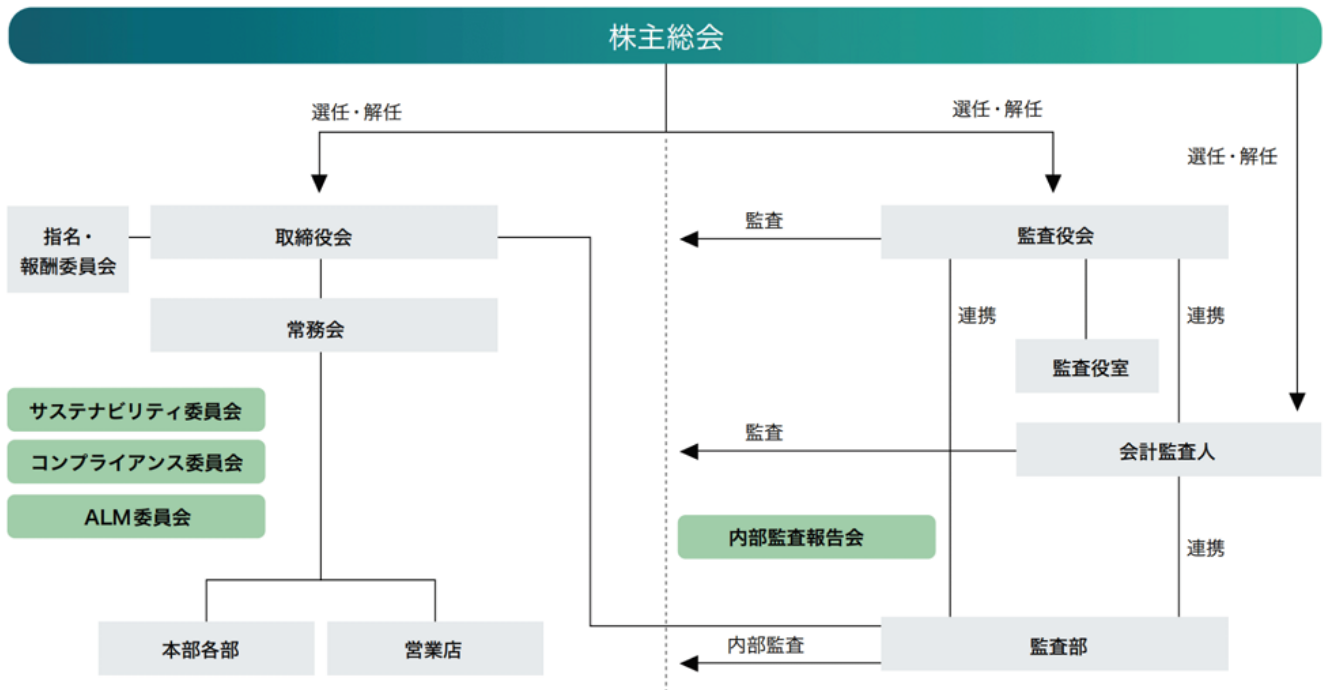 株主総会
選任・解任
選任・解任
選任・解任
指名・
報酬委員会
取締役会
監査
監査役会
常務会
連携
連携
監査役室
サステナビリティ委員会
コンプライアンス委員会
ALM委員会
監査
会計監査人
内部監査報告会
連携
本部各部
営業店
内部監査
監査部